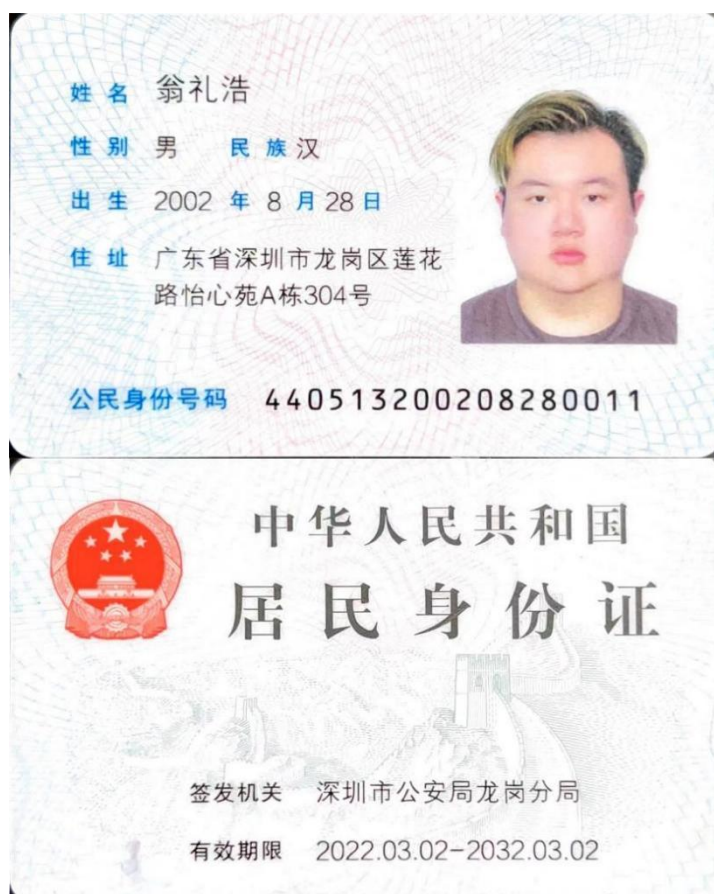 姓名 翁礼浩
性别 男 民族 汉
出生 2002 年 8 月 28 日
住址 广东省深圳市龙岗区莲花
路怡心苑A栋304号
公民身份号码 440513200208280011
中华人民共和国
居民身份证
签发机关 深圳市公安局龙岗分局
有效期限 2022.03.02-2032.03.02